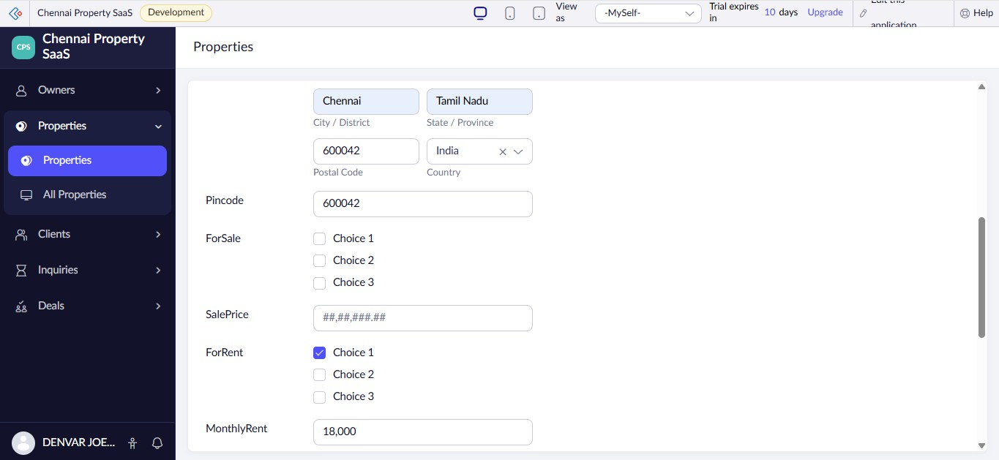 Chennai Property SaaS
Development
View
as
-MySelf-
Trial expires
in
10 days
Upgrade
Edit this
application
Help
CPS
Chennai Property
SaaS
Properties
Owners
Properties
Properties
All Properties
Clients
Inquiries
Deals
DENVAR JOE...
Chennai
Tamil Nadu
City / District
State / Province
600042
India
Postal Code
Country
Pincode
600042
ForSale
Choice 1
Choice 2
Choice 3
SalePrice
##,##,###.##
ForRent
Choice 1
Choice 2
Choice 3
MonthlyRent
18,000